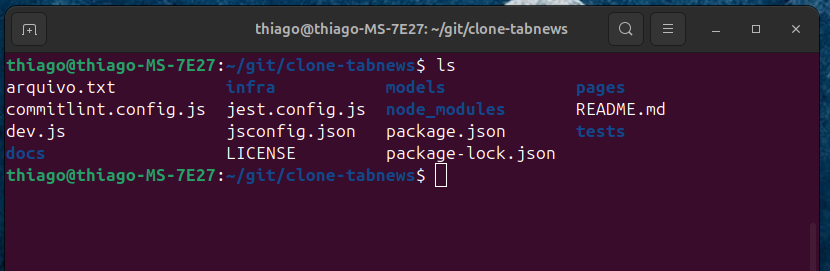 thiago@thiago-MS-7E27: ~/git/clone-tabnews
thiago@thiago-MS-7E27:~/git/clone-tabnews$ ls
arquivo.txt infra models pages
commitlint.config.js jest.config.js node_modules README.md
dev.js jsconfig.json package.json tests
docs LICENSE package-lock.json
thiago@thiago-MS-7E27:~/git/clone-tabnews$